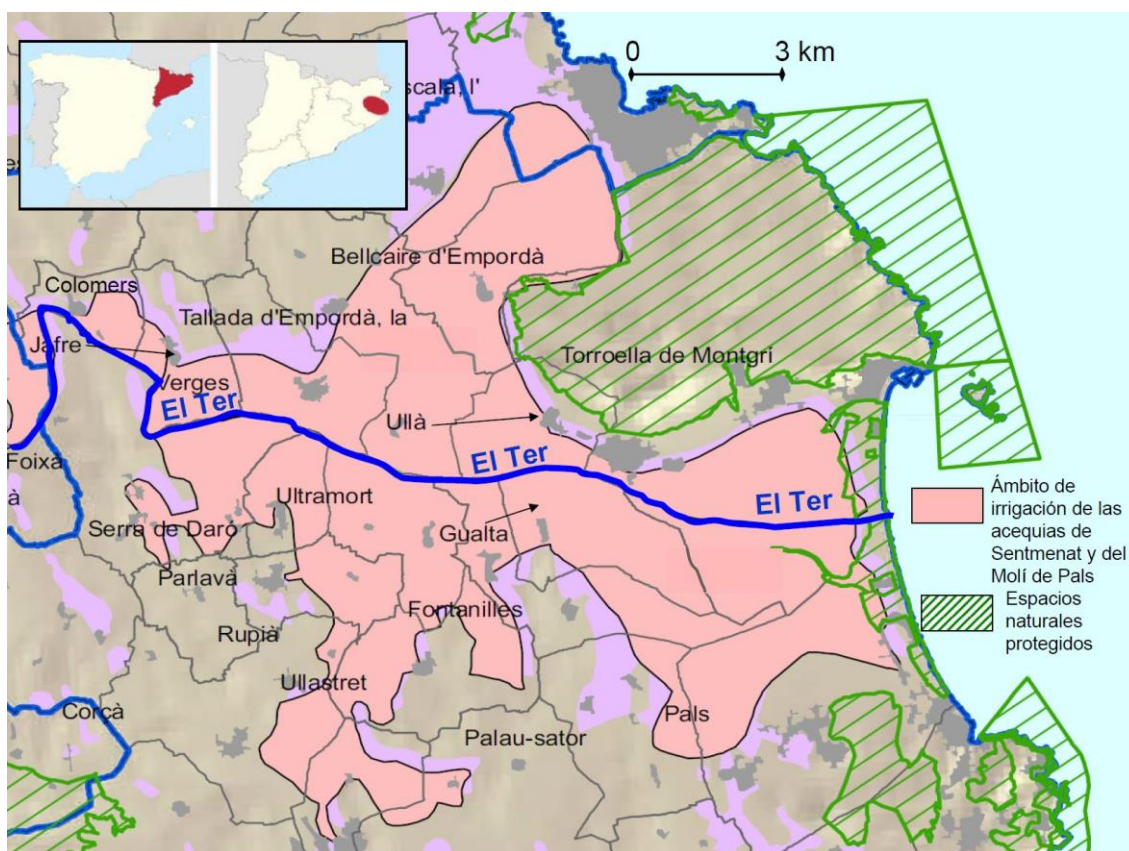 0 3 km
scala, l'
Bellcaire d'Empordà
Colomers
Tallada d'Empordà, la
Jafre
Verges
Torroella de Montgrí
El Ter
Ullà
El Ter
Foixà
à
Ultramort
El Ter
Serra de Daró
Gualta
Parlavà
Fontanilles
Rupià
Ullastret
Corçà
Pals
Palau-sator
Ámbito de
irrigación de las
acequias de
Sentmenat y del
Molí de Pals
Espacios
naturales
protegidos